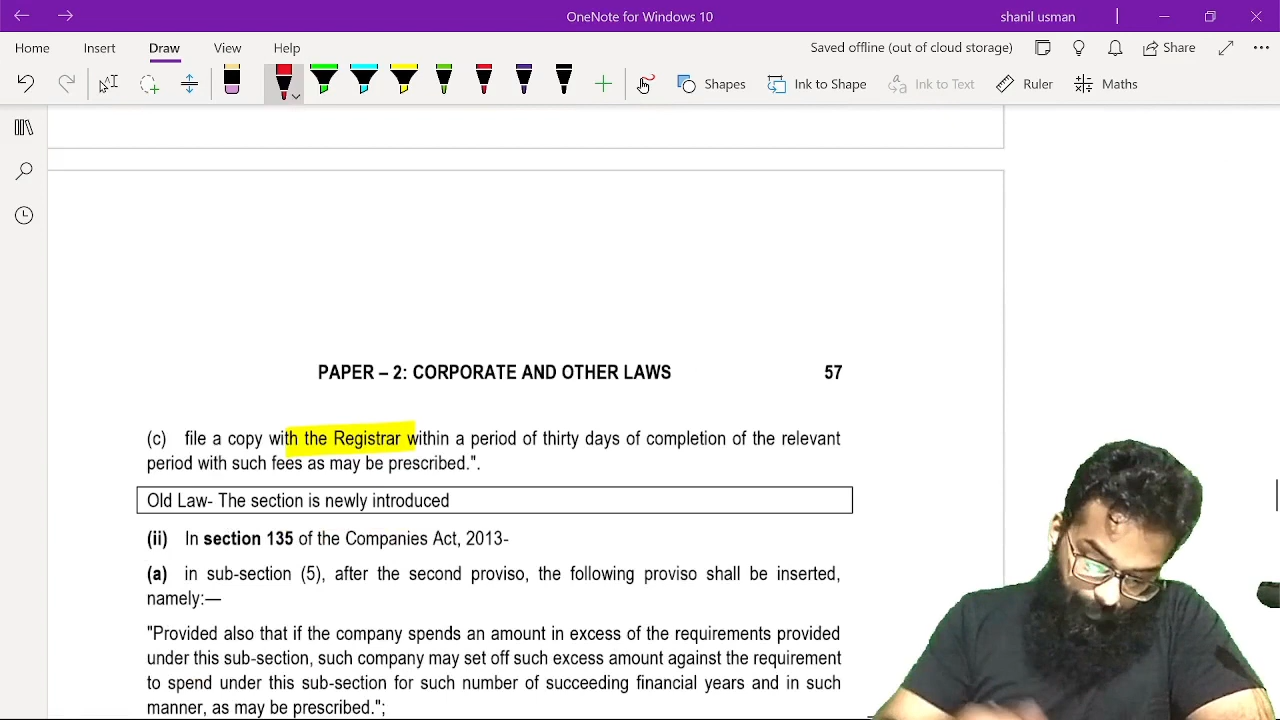 OneNote for Windows 10
shanil usman
Home Insert Draw View Help
Saved offline (out of cloud storage)
Share
Shapes
Ink to Shape
Ink to Text
Ruler
Maths
PAPER – 2: CORPORATE AND OTHER LAWS 57
(c) file a copy with the Registrar within a period of thirty days of completion of the relevant
period with such fees as may be prescribed.".
Old Law- The section is newly introduced
(ii) In section 135 of the Companies Act, 2013-
(a) in sub-section (5), after the second proviso, the following proviso shall be inserted,
namely:—
"Provided also that if the company spends an amount in excess of the requirements provided
under this sub-section, such company may set off such excess amount against the requirement
to spend under this sub-section for such number of succeeding financial years and in such
manner, as may be prescribed.";